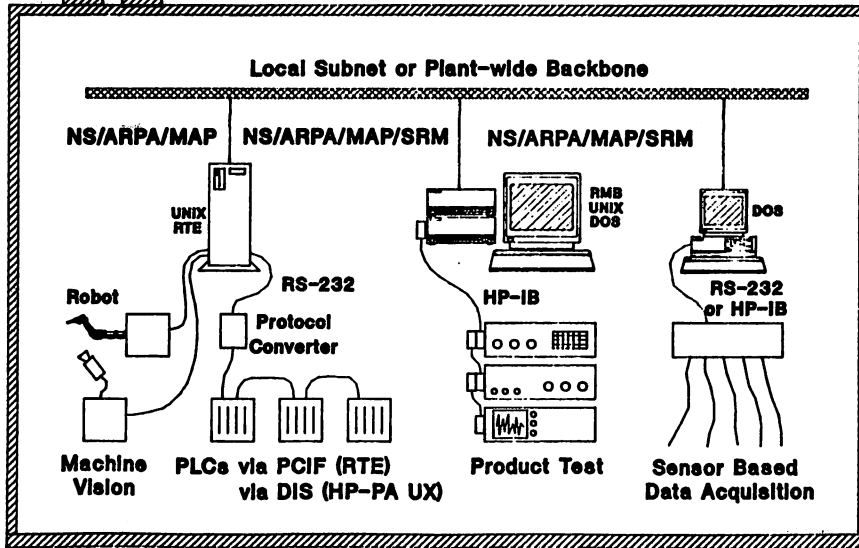 Local Subnet or Plant-wide Backbone
NS/ARPA/MAP
NS/ARPA/MAP/SRM
NS/ARPA/MAP/SRM
UNIX
RTE
RMB
UNIX
DOS
DOS
Robot
RS-232
Protocol
Converter
HP-IB
RS-232
or HP-IB
Machine
Vision
PLCs via PCIF (RTE)
via DIS (HP-PA UX)
Product Test
Sensor Based
Data Acquisition